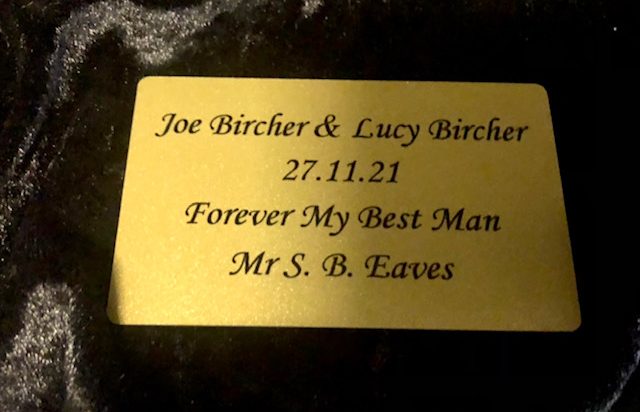 Joe Bircher & Lucy Bircher
27.11.21
Forever My Best Man
Mr S. B. Eaves